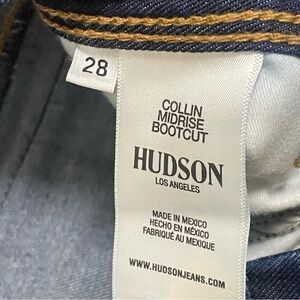 28
COLLIN
MIDRISE
BOOTCUT
HUDSON
LOS ANGELES
MADE IN MEXICO
HECHO EN MÉXICO
FABRIQUÉ AU MEXIQUE
WWW.HUDSONJEANS.COM